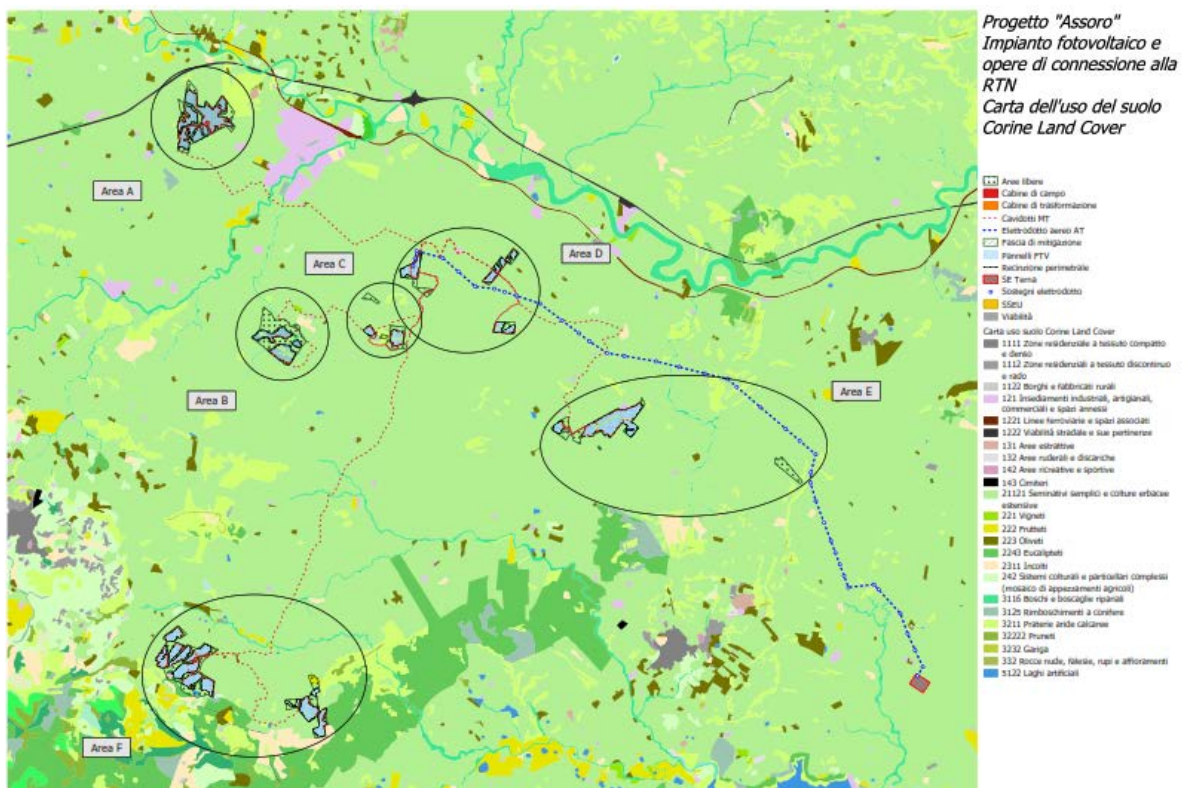 Progetto "Assoro"
Impianto fotovoltaico e
opere di connessione alla
RTN
Carta dell'uso del suolo
Corine Land Cover
Aree libere
Cabine di campo
Cabine di trasformazione
Cavidotti MT
Elettrodotto aereo AT
Fascia di mitigazione
Pannelli FTV
Recinzione perimetrale
SE Terna
Sostegni elettrodotto
SSEU
Viabilità
Carta uso suolo Corine Land Cover
1111 Zone residenziale a tessuto compatto
e denso
1112 Zone residenziali a tessuto discontinuo
e rado
1122 Borghi e fabbricati rurali
121 Insediamenti industriali, artigianali,
commerciali e spazi annessi
1221 Linee ferroviarie e spazi associati
1222 Viabilità stradale e sue pertinenze
131 Aree estrattive
132 Aree ruderali e discariche
142 Aree ricreative e sportive
143 Cimiteri
21121 Seminativi semplici e colture erbacee
estensive
221 Vigneti
222 Frutteti
223 Oliveti
2243 Eucalipteti
2311 Incolti
242 Sistemi colturali e particellari complessi
(mosaico di appezzamenti agricoli)
3116 Boschi e boscaglie ripariali
3125 Rimboschimenti a conifere
3211 Praterie aride calcaree
32222 Pruneti
3232 Gariga
332 Rocce nude, falesie, rupi e affioramenti
5122 Laghi artificiali
Area A
Area D
Area C
Area E
Area B
Area F